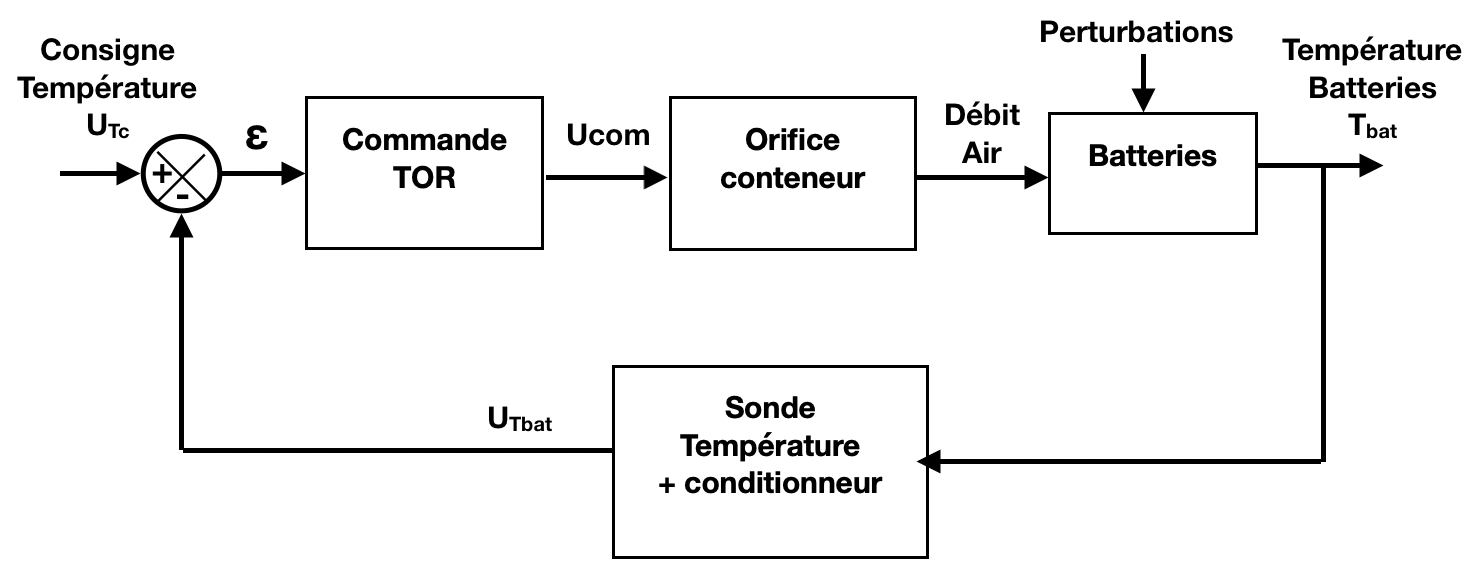 Consigne
Température
UTc
+
-
ε
Commande
TOR
Ucom
Orifice
conteneur
Débit
Air
Perturbations
Batteries
Température
Batteries
Tbat
Sonde
Température
+ conditionneur
UTbat